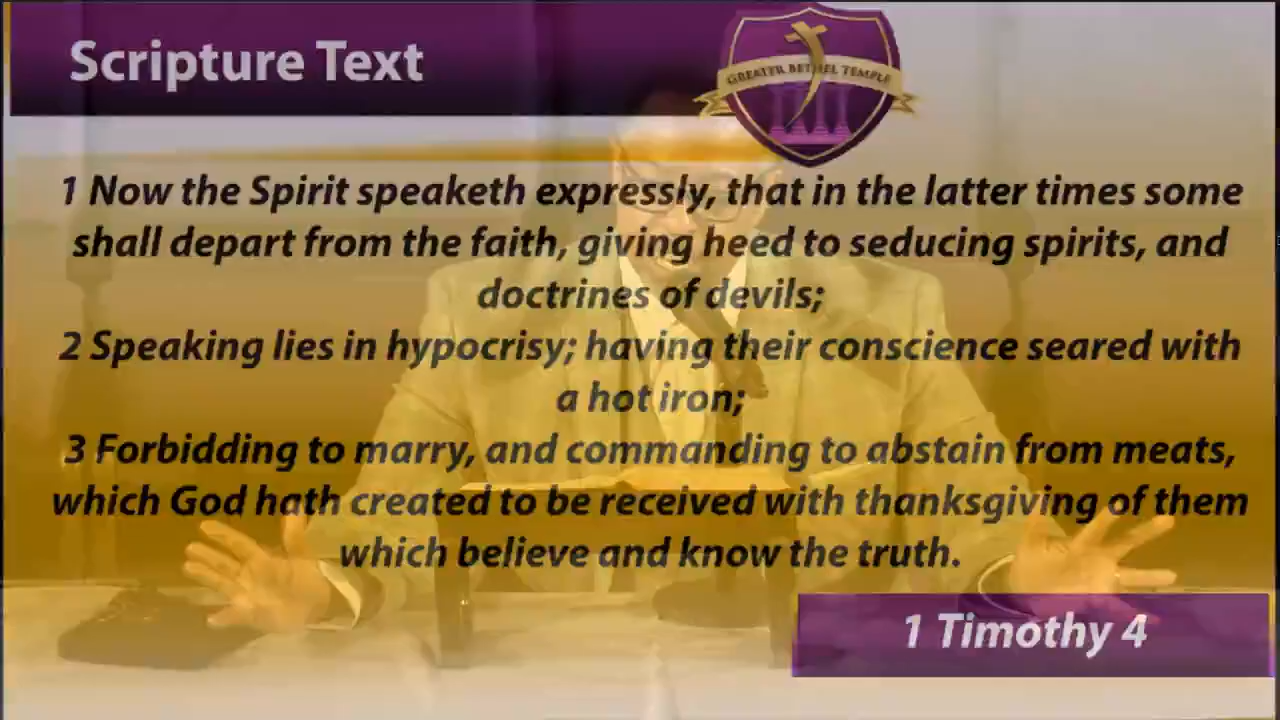 Scripture Text
GREATER BETHEL TEMPLE
1 Now the Spirit speaketh expressly, that in the latter times some
shall depart from the faith, giving heed to seducing spirits, and
doctrines of devils;
2 Speaking lies in hypocrisy; having their conscience seared with
a hot iron;
3 Forbidding to marry, and commanding to abstain from meats,
which God hath created to be received with thanksgiving of them
which believe and know the truth.
1 Timothy 4